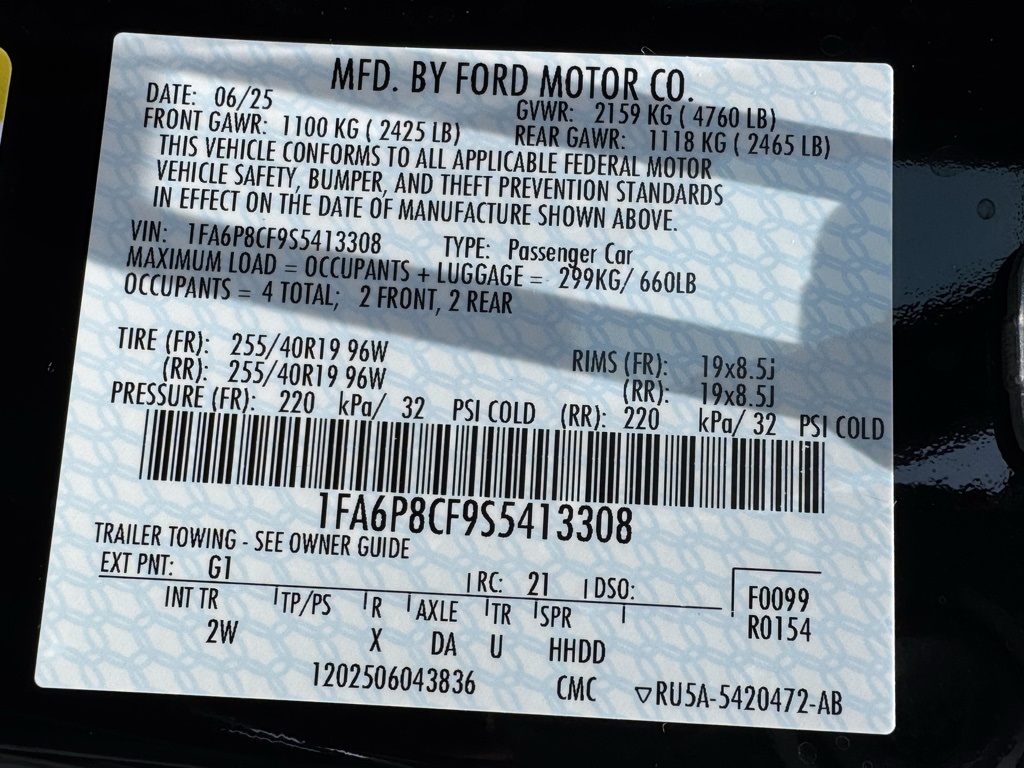 MFD. BY FORD MOTOR CO.
DATE: 06/25 GVWR: 2159 KG ( 4760 LB)
FRONT GAWR: 1100 KG ( 2425 LB) REAR GAWR: 1118 KG ( 2465 LB)
THIS VEHICLE CONFORMS TO ALL APPLICABLE FEDERAL MOTOR
VEHICLE SAFETY, BUMPER, AND THEFT PREVENTION STANDARDS
IN EFFECT ON THE DATE OF MANUFACTURE SHOWN ABOVE.
VIN: 1FA6P8CF9S5413308 TYPE: Passenger Car
MAXIMUM LOAD = OCCUPANTS + LUGGAGE = 299KG/ 660LB
OCCUPANTS = 4 TOTAL; 2 FRONT, 2 REAR
TIRE (FR): 255/40R19 96W RIMS (FR): 19x8.5j
(RR): 255/40R19 96W (RR): 19x8.5J
PRESSURE (FR): 220 kPa/ 32 PSI COLD (RR): 220 kPa/ 32 PSI COLD
1FA6P8CF9S5413308
TRAILER TOWING - SEE OWNER GUIDE
EXT PNT: G1 RC: 21 DSO: F0099
INT TR TP/PS R AXLE TR SPR R0154
2W X DA U HHDD
1202506043836 CMC ▽RU5A-5420472-AB